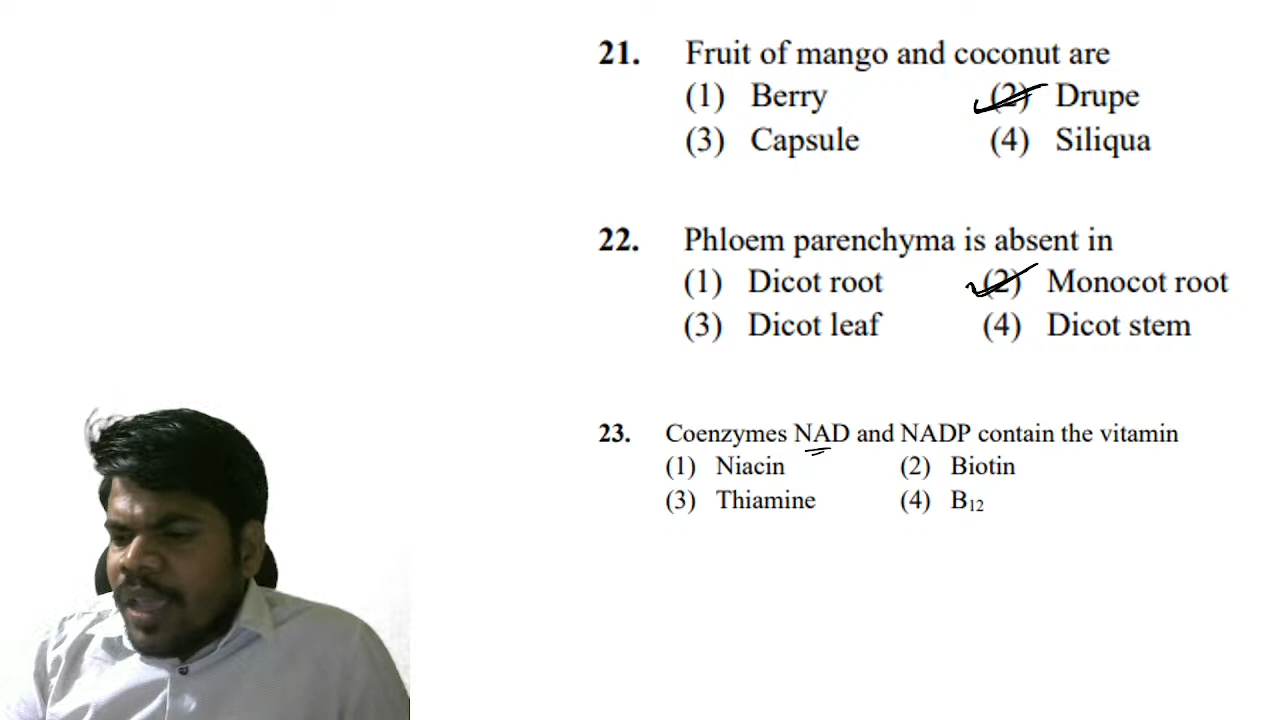 21. Fruit of mango and coconut are
(1) Berry (2) Drupe
(3) Capsule (4) Siliqua
22. Phloem parenchyma is absent in
(1) Dicot root (2) Monocot root
(3) Dicot leaf (4) Dicot stem
23. Coenzymes NAD and NADP contain the vitamin
(1) Niacin (2) Biotin
(3) Thiamine (4) B₁₂